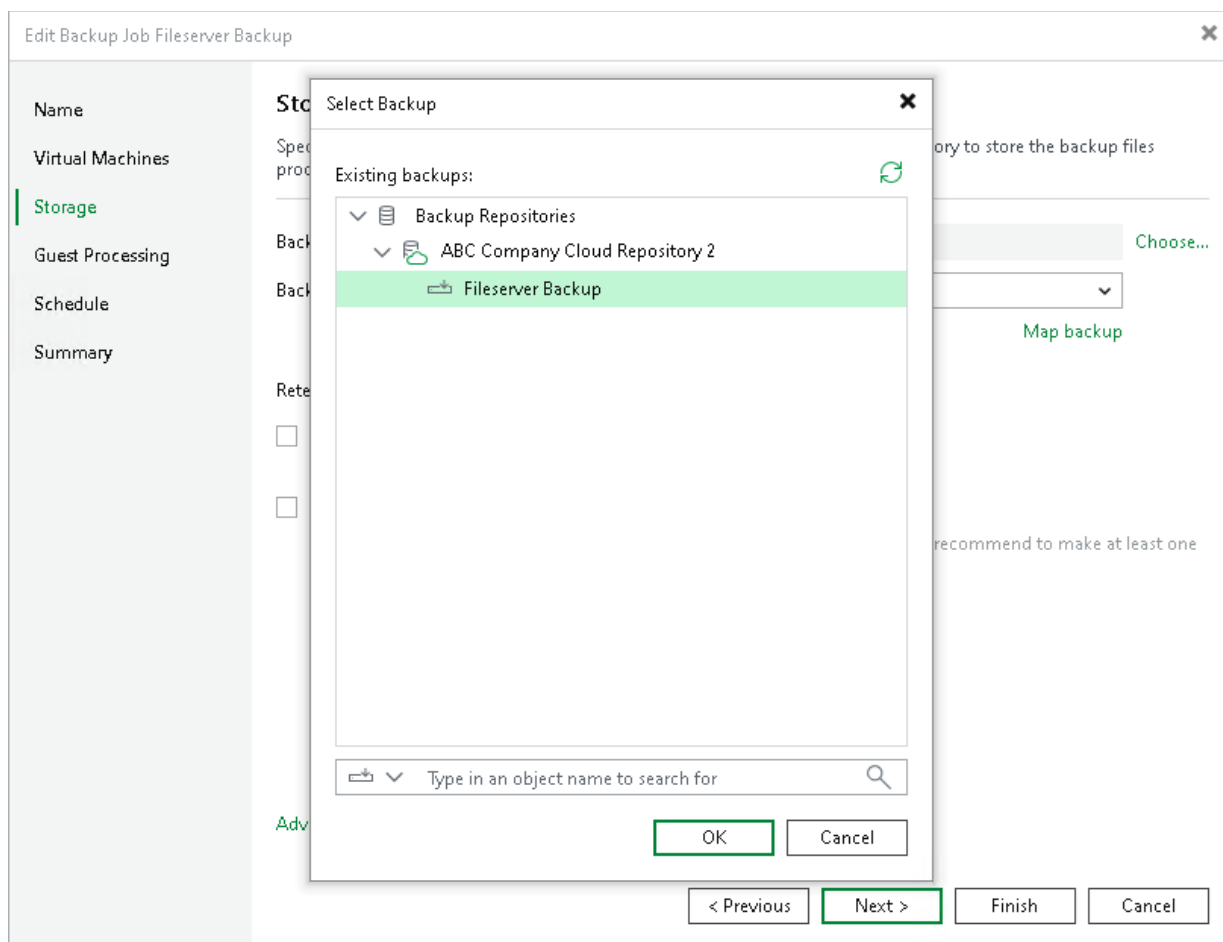 Edit Backup Job Fileserver Backup
Name
Virtual Machines
Storage
Guest Processing
Schedule
Summary
Sto
Spec
ory to store the backup files
proc
Back
Choose...
Back
Map backup
Rete
recommend to make at least one
Adv
Select Backup
Existing backups:
Backup Repositories
ABC Company Cloud Repository 2
Fileserver Backup
Type in an object name to search for
OK
Cancel
< Previous
Next >
Finish
Cancel